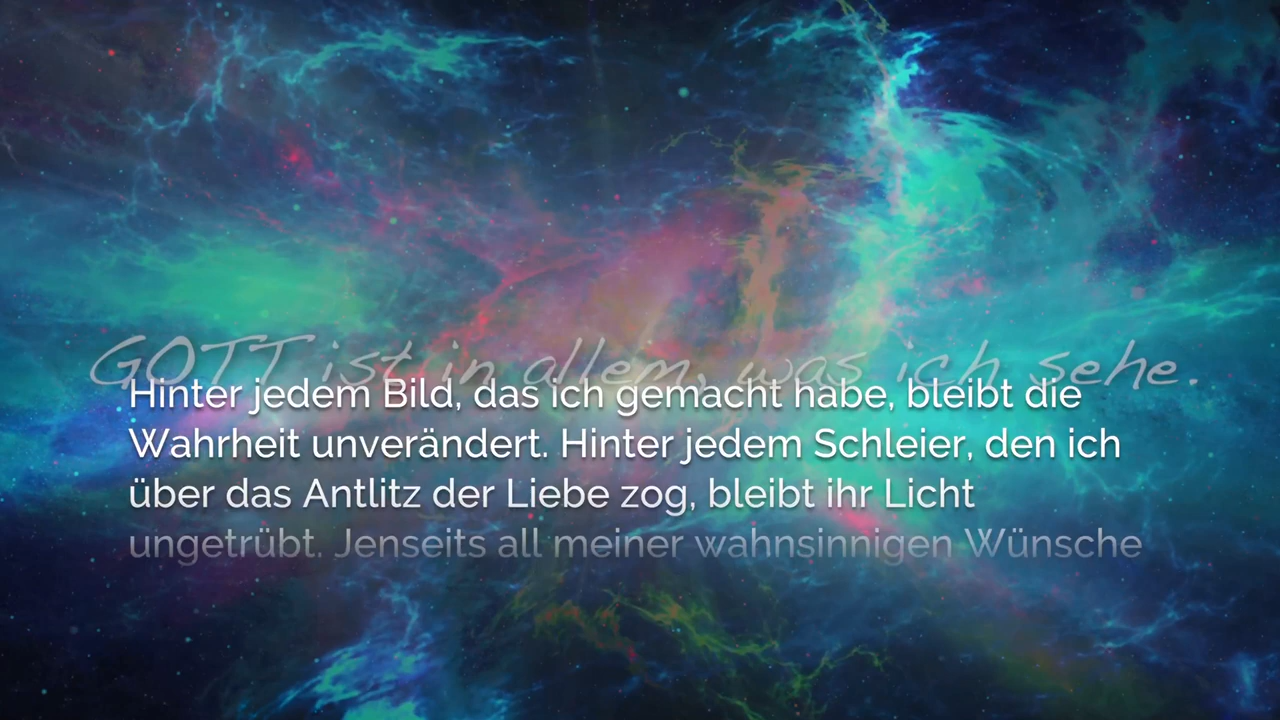 GOTT ist in allem, was ich sehe.
Hinter jedem Bild, das ich gemacht habe, bleibt die
Wahrheit unverändert. Hinter jedem Schleier, den ich
über das Antlitz der Liebe zog, bleibt ihr Licht
ungetrübt. Jenseits all meiner wahnsinnigen Wünsche